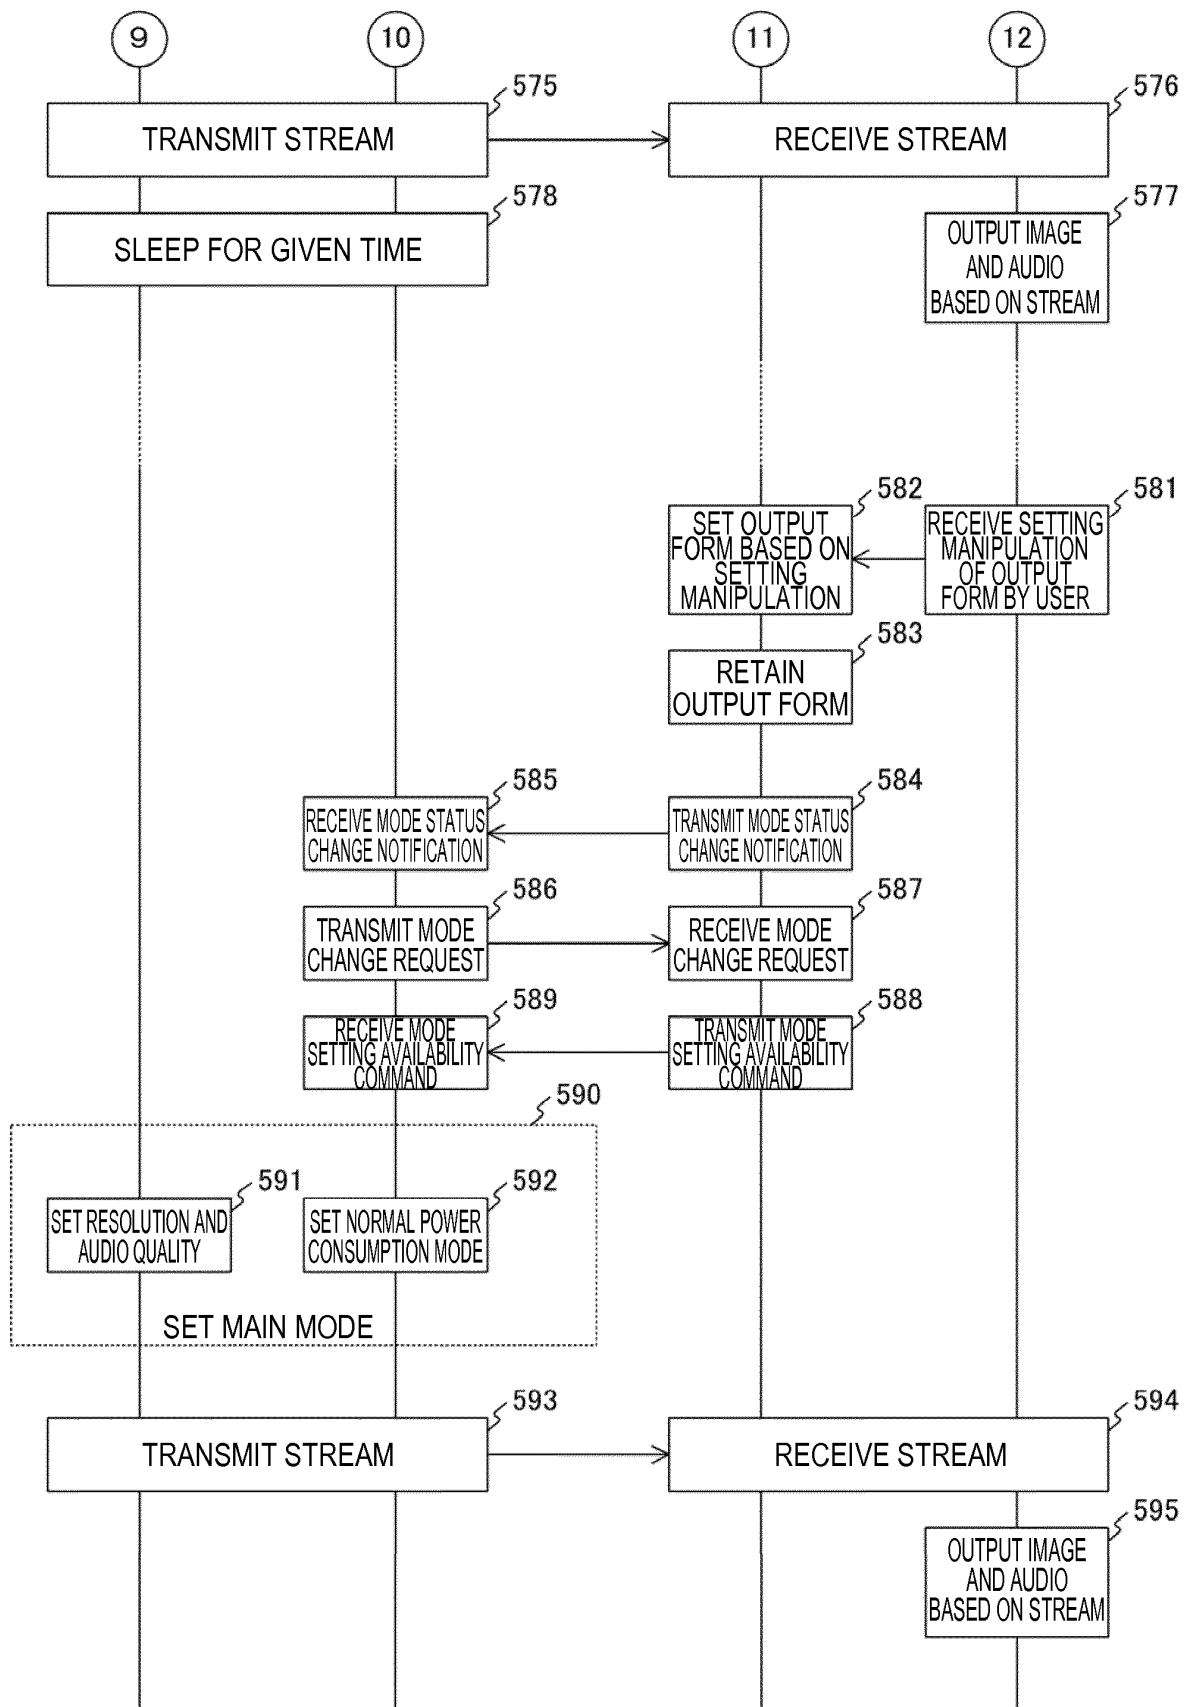 9
10
11
12
575
576
TRANSMIT STREAM
RECEIVE STREAM
578
577
SLEEP FOR GIVEN TIME
OUTPUT IMAGE
AND AUDIO
BASED ON STREAM
582
581
SET OUTPUT
FORM BASED ON
SETTING
MANIPULATION
RECEIVE SETTING
MANIPULATION
OF OUTPUT
FORM BY USER
583
RETAIN
OUTPUT FORM
585
584
RECEIVE MODE STATUS
CHANGE NOTIFICATION
TRANSMIT MODE STATUS
CHANGE NOTIFICATION
586
587
TRANSMIT MODE
CHANGE REQUEST
RECEIVE MODE
CHANGE REQUEST
589
588
RECEIVE MODE
SETTING AVAILABILITY
COMMAND
TRANSMIT MODE
SETTING AVAILABILITY
COMMAND
590
591
592
SET RESOLUTION AND
AUDIO QUALITY
SET NORMAL POWER
CONSUMPTION MODE
SET MAIN MODE
593
594
TRANSMIT STREAM
RECEIVE STREAM
595
OUTPUT IMAGE
AND AUDIO
BASED ON STREAM